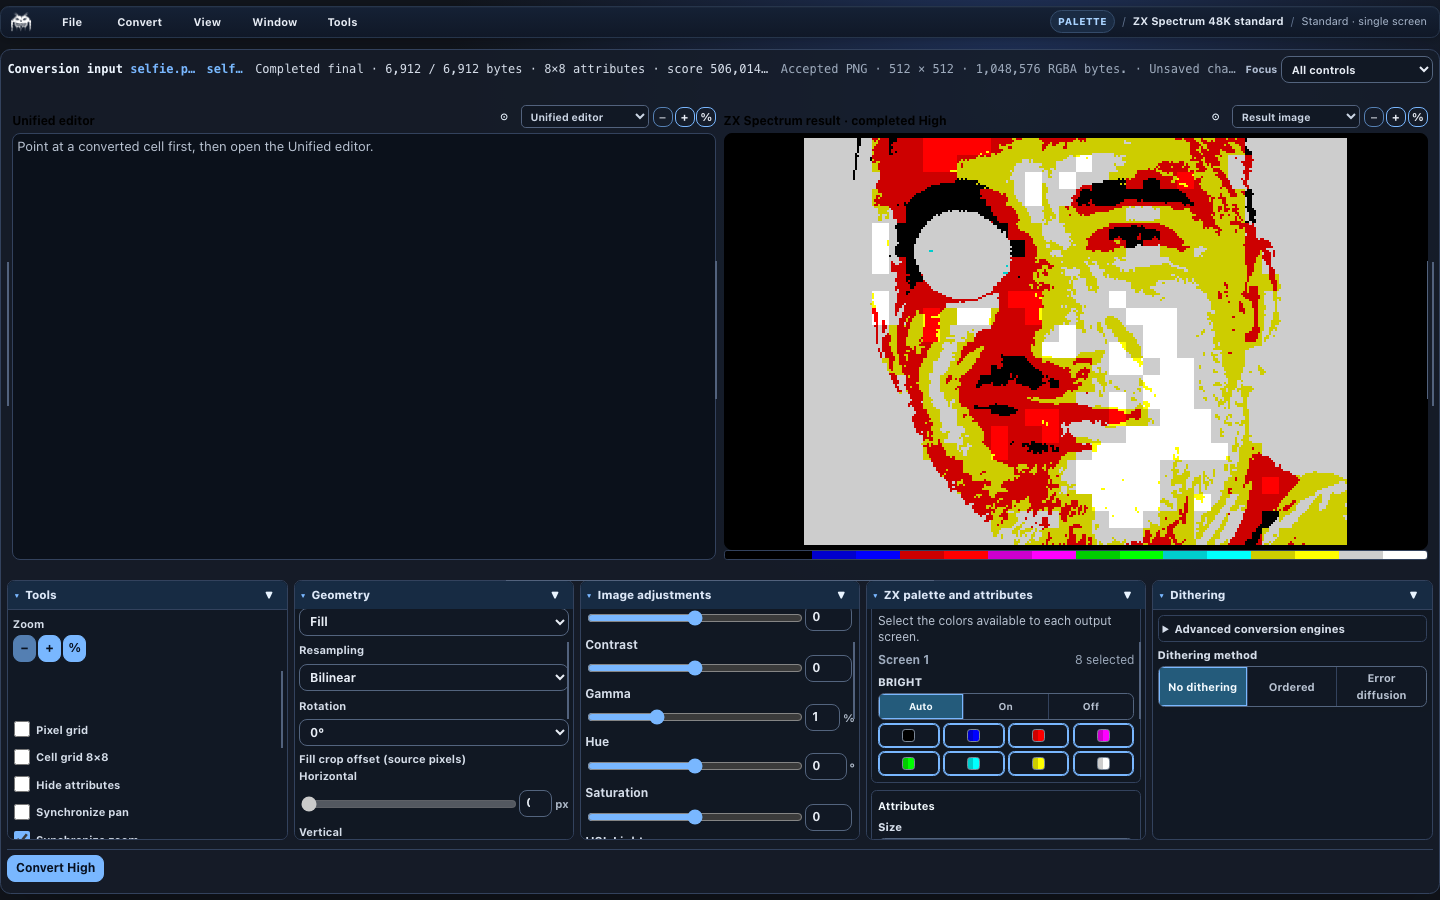 File Convert View Window Tools PALETTE / ZX Spectrum 48K standard / Standard · single screen
Conversion input selfie.p… self… Completed final · 6,912 / 6,912 bytes · 8×8 attributes · score 506,014… Accepted PNG · 512 × 512 · 1,048,576 RGBA bytes. · Unsaved cha… Focus All controls
Unified editor Unified editor − + %
ZX Spectrum result · completed High Result image − + %
Point at a converted cell first, then open the Unified editor.
Tools
Zoom
− + %
Pixel grid
Cell grid 8×8
Hide attributes
Synchronize pan
Synchronize zoom
Geometry
Fill
Resampling
Bilinear
Rotation
0°
Fill crop offset (source pixels)
Horizontal
px
Vertical
Image adjustments
0
Contrast
0
Gamma
1 %
Hue
0 °
Saturation
0
ZX palette and attributes
Select the colors available to each output
screen.
Screen 1 8 selected
BRIGHT
Auto On Off
Attributes
Size
Dithering
Advanced conversion engines
Dithering method
No dithering Ordered Error
diffusion
Convert High